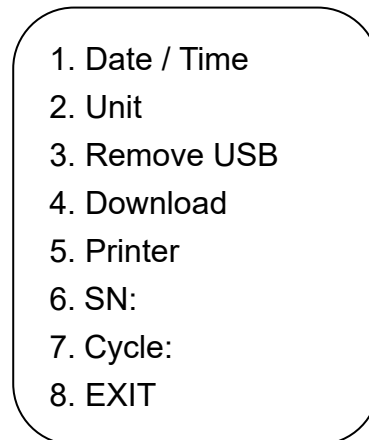 1. Date / Time
2. Unit
3. Remove USB
4. Download
5. Printer
6. SN:
7. Cycle:
8. EXIT